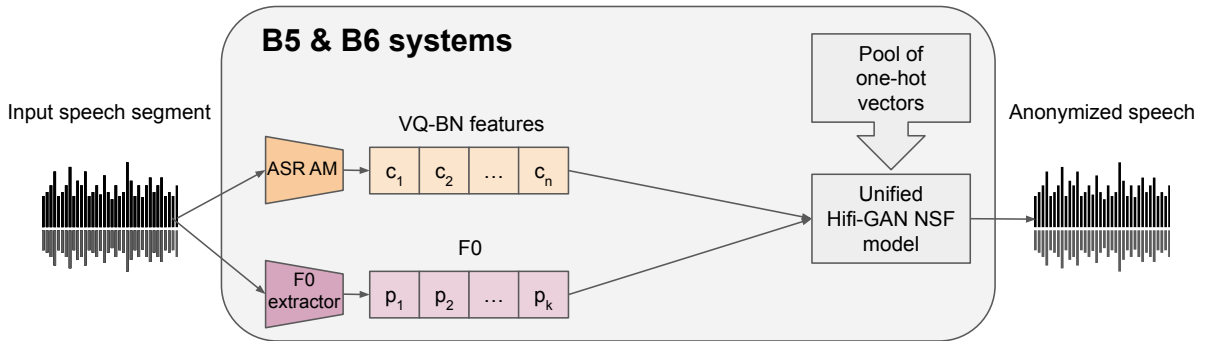 B5 & B6 systems
Pool of
one-hot
vectors
Input speech segment
Anonymized speech
VQ-BN features
ASR AM
c1 c2 … cn
Unified
Hifi-GAN NSF
model
F0
F0
extractor
p1 p2 … pk